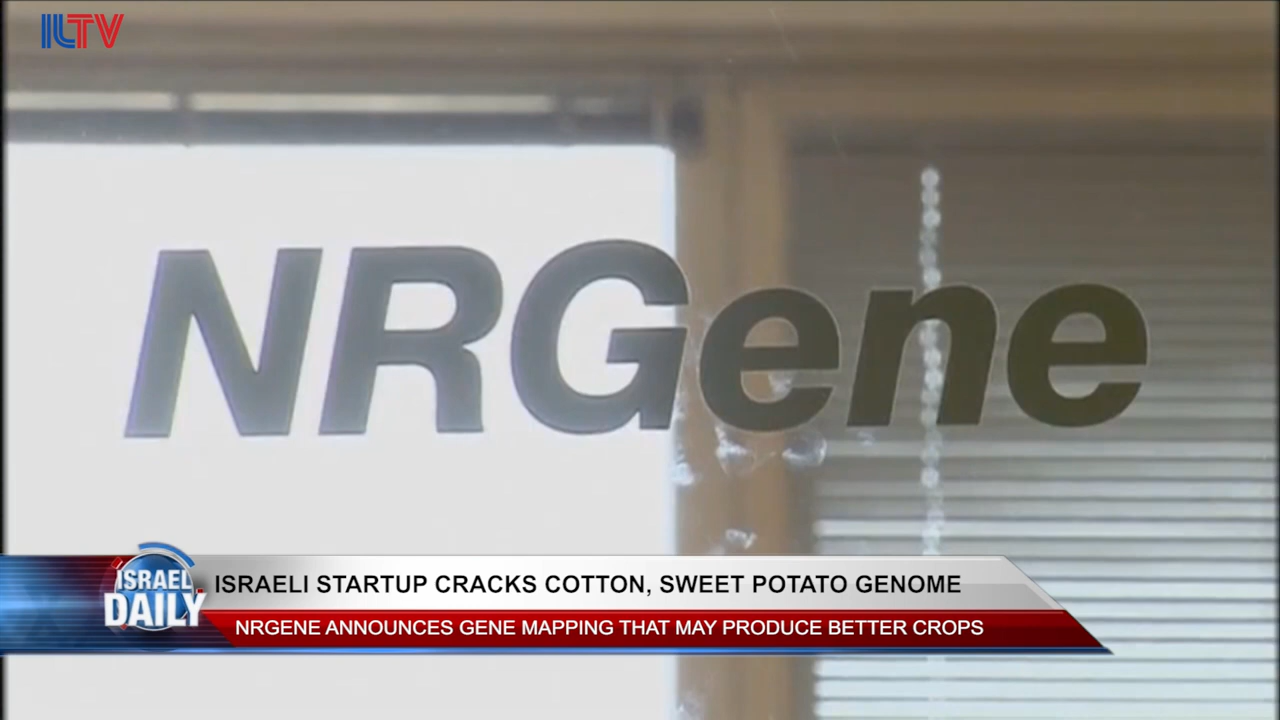 ILTV
NRGene
ISRAEL DAILY
ISRAELI STARTUP CRACKS COTTON, SWEET POTATO GENOME
NRGENE ANNOUNCES GENE MAPPING THAT MAY PRODUCE BETTER CROPS